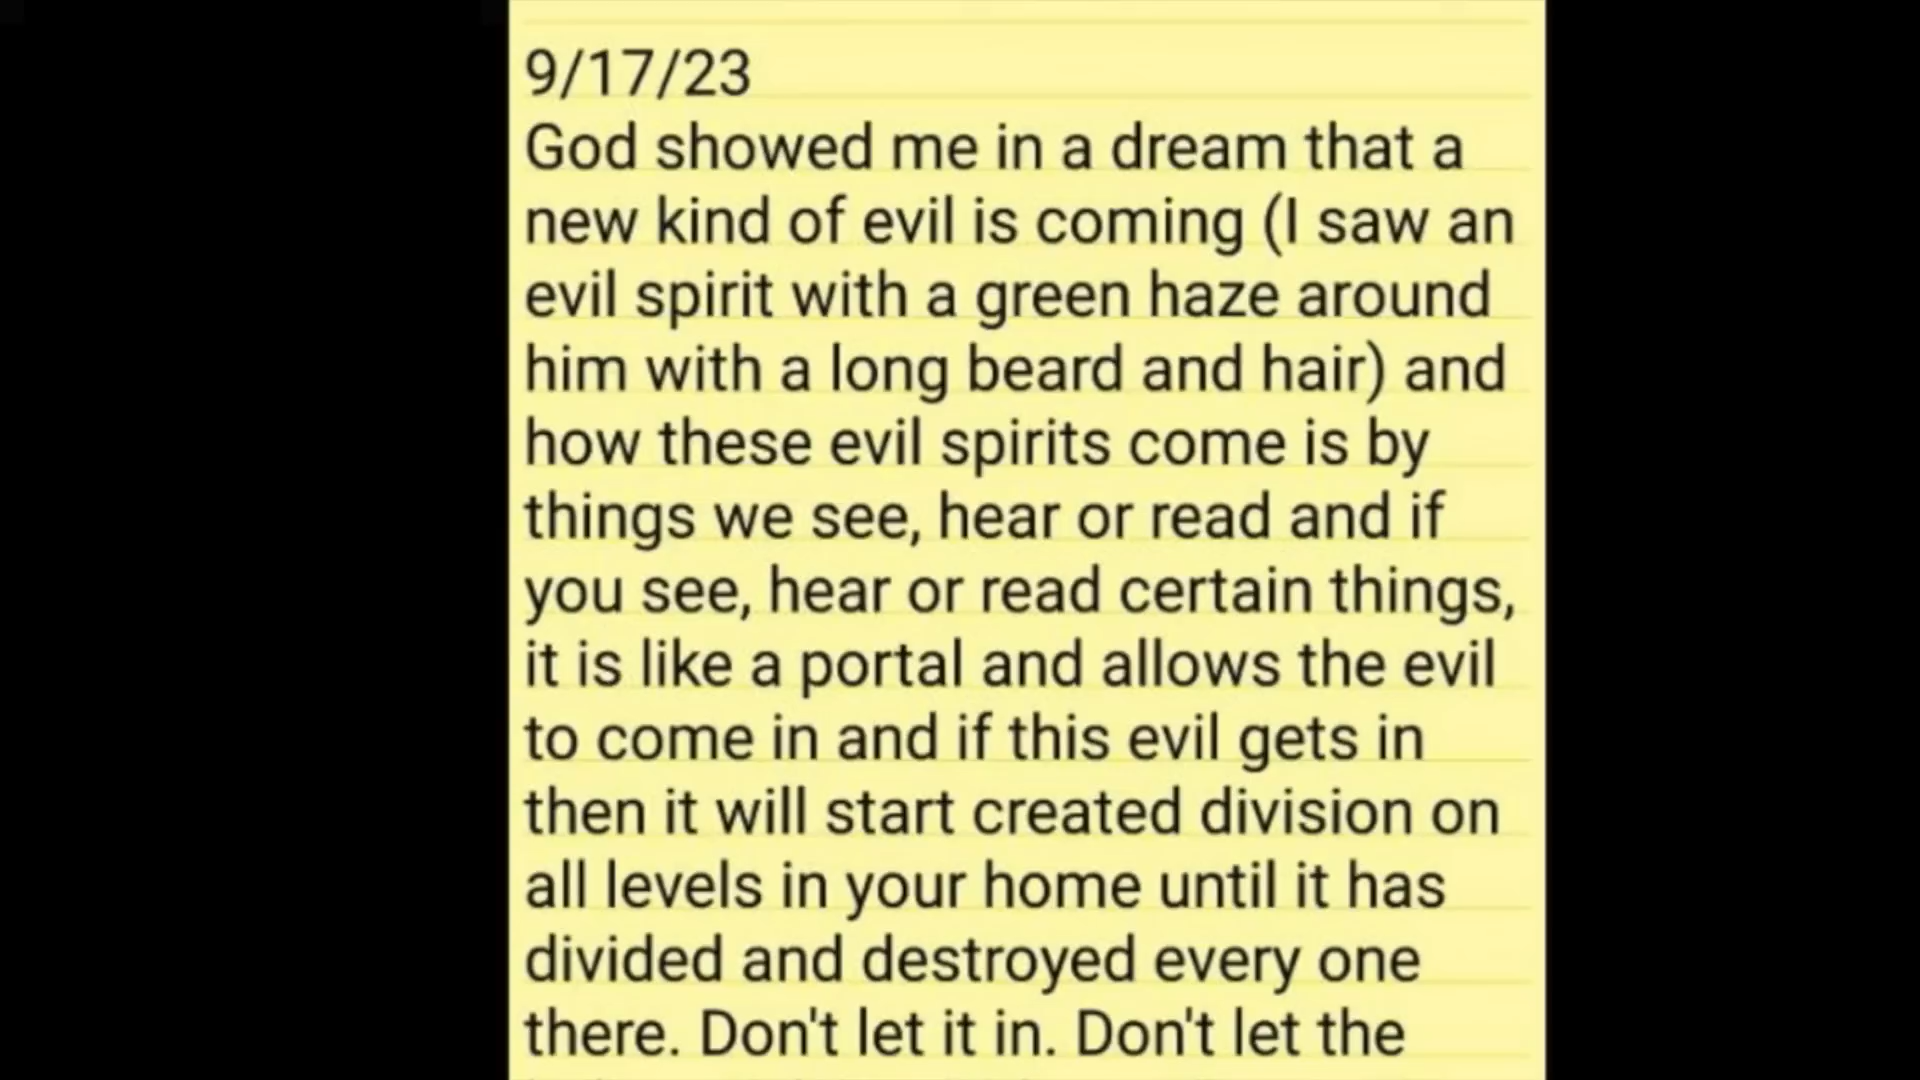 9/17/23
God showed me in a dream that a
new kind of evil is coming (I saw an
evil spirit with a green haze around
him with a long beard and hair) and
how these evil spirits come is by
things we see, hear or read and if
you see, hear or read certain things,
it is like a portal and allows the evil
to come in and if this evil gets in
then it will start created division on
all levels in your home until it has
divided and destroyed every one
there. Don't let it in. Don't let the